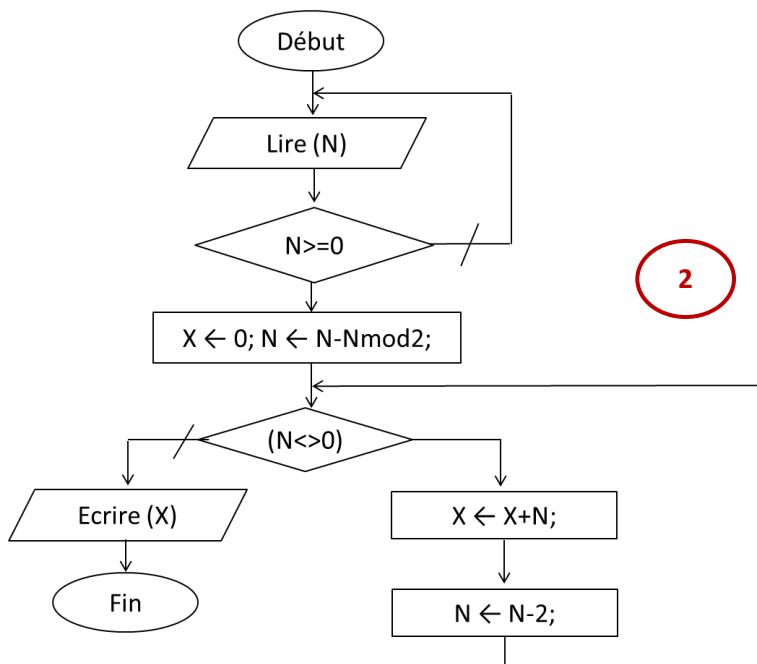 Début
Lire (N)
N>=0
2
X ← 0; N ← N-Nmod2;
(N<>0)
Ecrire (X)
X ← X+N;
Fin
N ← N-2;